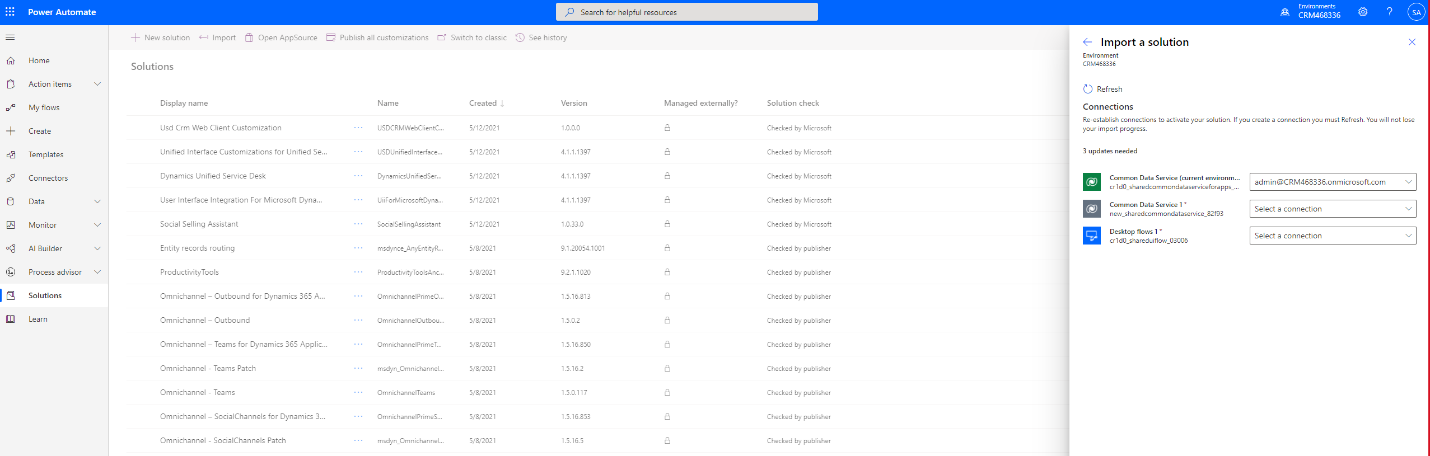 Power Automate
Search for helpful resources
Environments
CRM468336
?
SA
New solution Import Open AppSource Publish all customizations Switch to classic See history
Home
Action items
My flows
Create
Templates
Connectors
Data
Monitor
AI Builder
Process advisor
Solutions
Learn
Solutions
Display name Name Created ↓ Version Managed externally? Solution check
Usd Crm Web Client Customization ··· USDCRMWebClientC... 5/12/2021 1.0.0.0 Checked by Microsoft
Unified Interface Customizations for Unified Se... ··· USDUnifiedInterface... 5/12/2021 4.1.1.1397 Checked by Microsoft
Dynamics Unified Service Desk ··· DynamicsUnifiedSer... 5/12/2021 4.1.1.1397 Checked by Microsoft
User Interface Integration For Microsoft Dyna... ··· UiiForMicrosoftDyna... 5/12/2021 4.1.1.1397 Checked by Microsoft
Social Selling Assistant ··· SocialSellingAssistant 5/12/2021 1.0.33.0 Checked by Microsoft
Entity records routing ··· msdynce_AnyEntityR... 5/8/2021 9.1.20054.1001 Checked by publisher
ProductivityTools ··· ProductivityToolsAnc... 5/8/2021 9.2.1.1020 Checked by publisher
Omnichannel – Outbound for Dynamics 365 A... ··· OmnichannelPrimeO... 5/8/2021 1.5.16.813 Checked by publisher
Omnichannel – Outbound ··· OmnichannelOutbou... 5/8/2021 1.5.0.2 Checked by publisher
Omnichannel – Teams for Dynamics 365 Applic... ··· OmnichannelPrimeT... 5/8/2021 1.5.16.850 Checked by publisher
Omnichannel - Teams Patch ··· msdyn_Omnichannel... 5/8/2021 1.5.16.2 Checked by publisher
Omnichannel - Teams ··· OmnichannelTeams 5/8/2021 1.5.0.117 Checked by publisher
Omnichannel – SocialChannels for Dynamics 3... ··· OmnichannelPrimeS... 5/8/2021 1.5.16.853 Checked by publisher
Omnichannel - SocialChannels Patch ··· msdyn_Omnichannel... 5/8/2021 1.5.16.5 Checked by publisher
Import a solution
Environment
CRM468336
Refresh
Connections
Re-establish connections to activate your solution. If you create a connection you must Refresh. You will not lose
your import progress.
3 updates needed
Common Data Service (current environm... admin@CRM468336.onmicrosoft.com
cr1d0_sharedcommondataserviceforapps_...
Common Data Service 1 * Select a connection
new_sharedcommondataservice_82f93
Desktop flows 1 * Select a connection
cr1d0_shareduiflow_03006